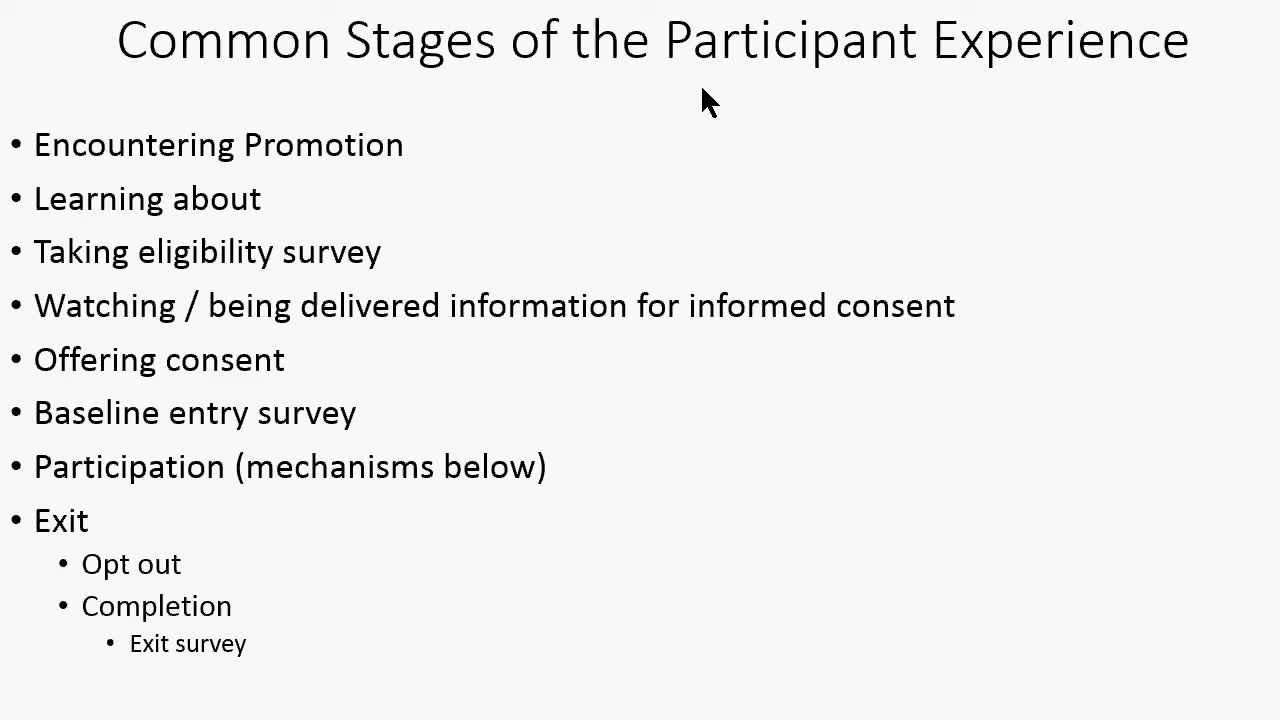 Common Stages of the Participant Experience
• Encountering Promotion
• Learning about
• Taking eligibility survey
• Watching / being delivered information for informed consent
• Offering consent
• Baseline entry survey
• Participation (mechanisms below)
• Exit
• Opt out
• Completion
• Exit survey